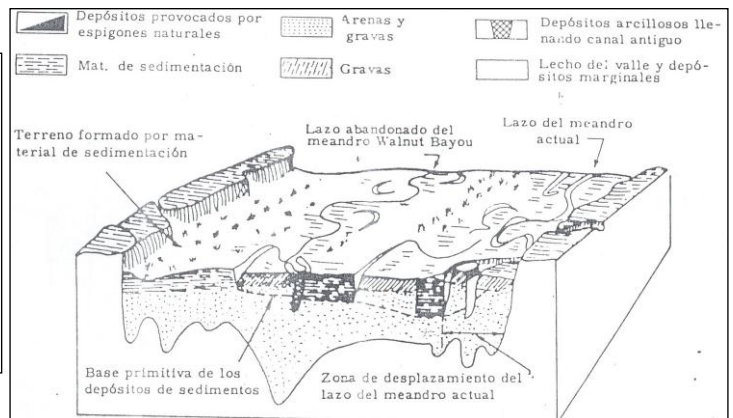 Depósitos provocados por
espigones naturales
Mat. de sedimentación
Arenas y
gravas
Gravas
Depósitos arcillosos lle-
nando canal antiguo
Lecho del valle y depó-
sitos marginales
Terreno formado por ma-
terial de sedimentación
Lazo abandonado del
meandro Walnut Bayou
Lazo del meandro
actual
Base primitiva de los
depósitos de sedimentos
Zona de desplazamiento del
lazo del meandro actual